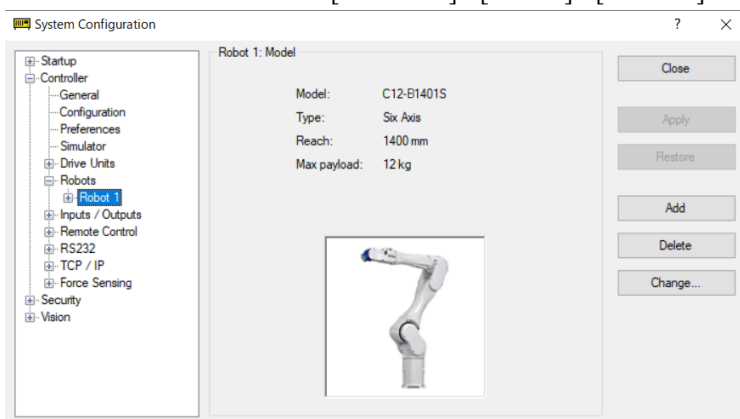 System Configuration
? ×
Startup
Controller
General
Configuration
Preferences
Simulator
Drive Units
Robots
Robot 1
Inputs / Outputs
Remote Control
RS232
TCP / IP
Force Sensing
Security
Vision
Robot 1: Model
Model: C12-B1401S
Type: Six Axis
Reach: 1400 mm
Max payload: 12 kg
Close
Apply
Restore
Add
Delete
Change...